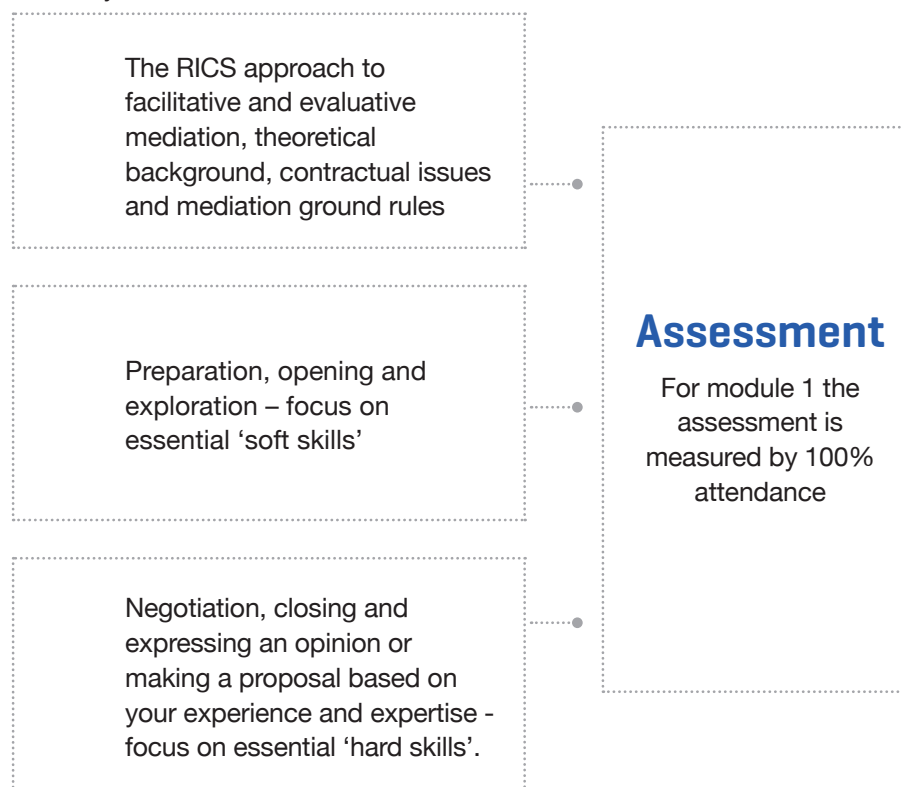 The RICS approach to
facilitative and evaluative
mediation, theoretical
background, contractual issues
and mediation ground rules
Preparation, opening and
exploration – focus on
essential ‘soft skills’
Negotiation, closing and
expressing an opinion or
making a proposal based on
your experience and expertise -
focus on essential ‘hard skills’.
Assessment
For module 1 the
assessment is
measured by 100%
attendance